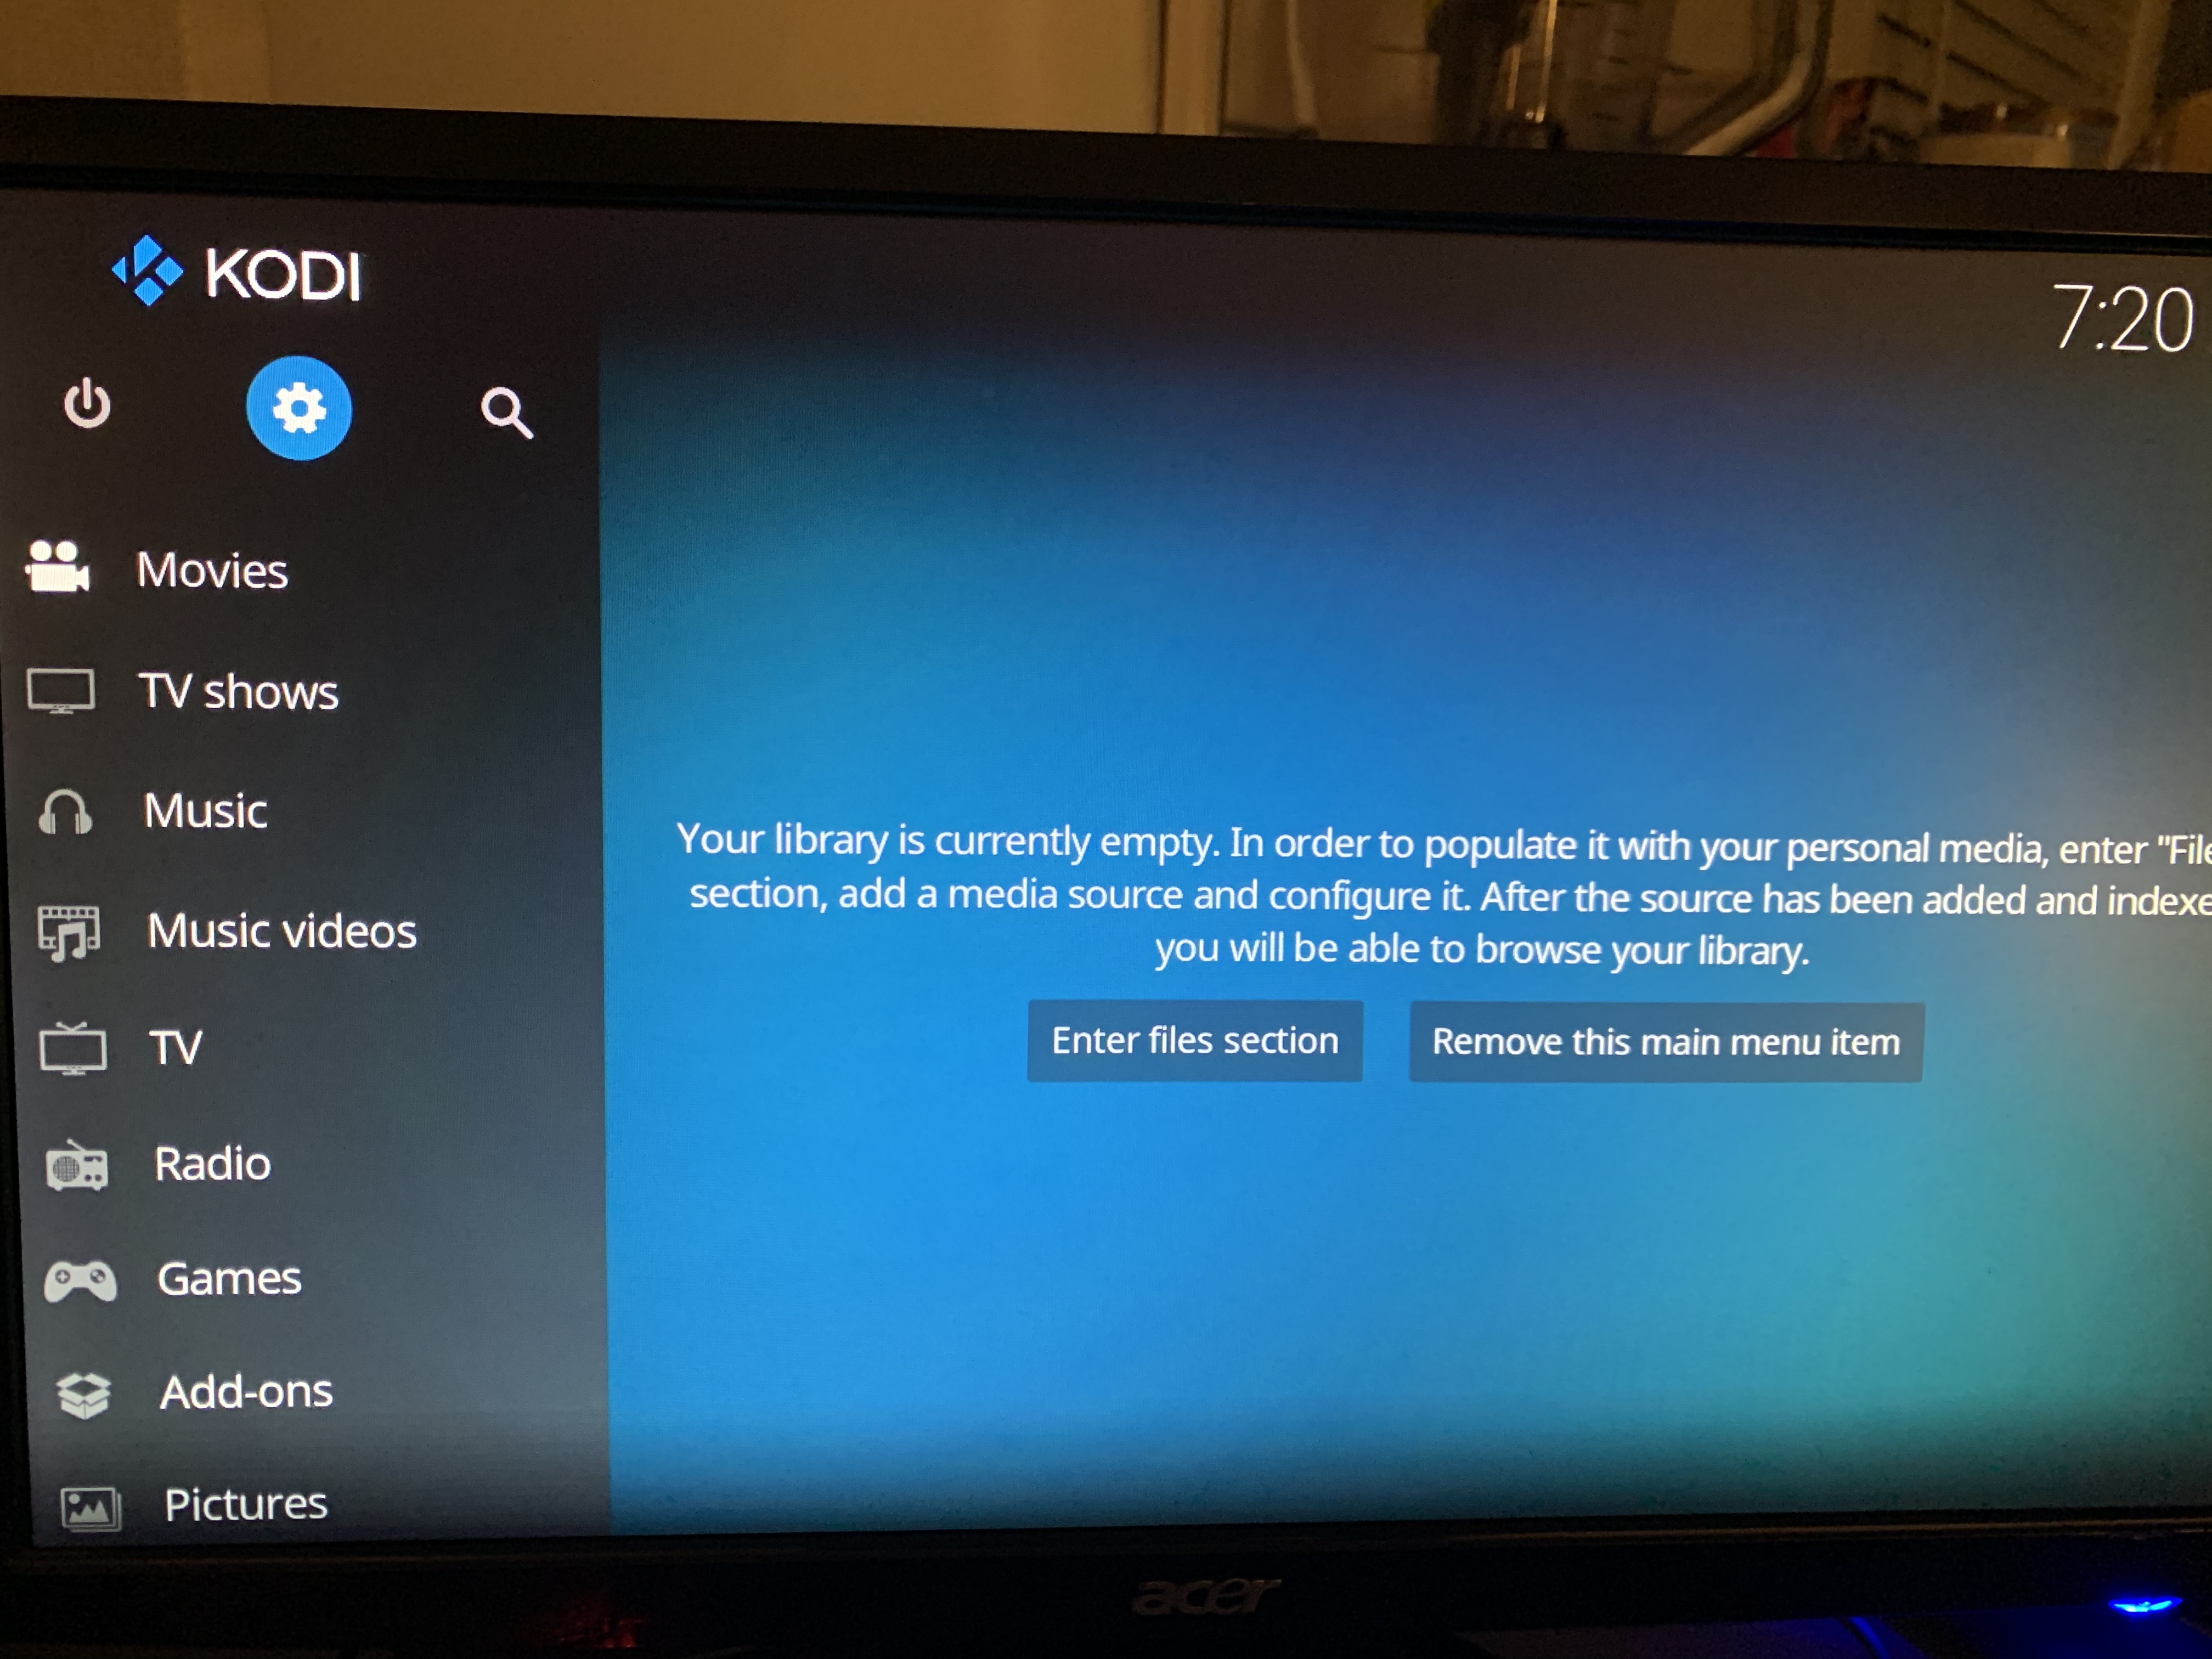 KODI
7:20
Movies
TV shows
Music
Music videos
TV
Radio
Games
Add-ons
Pictures
Your library is currently empty. In order to populate it with your personal media, enter "File
section, add a media source and configure it. After the source has been added and indexe
you will be able to browse your library.
Enter files section
Remove this main menu item
acer